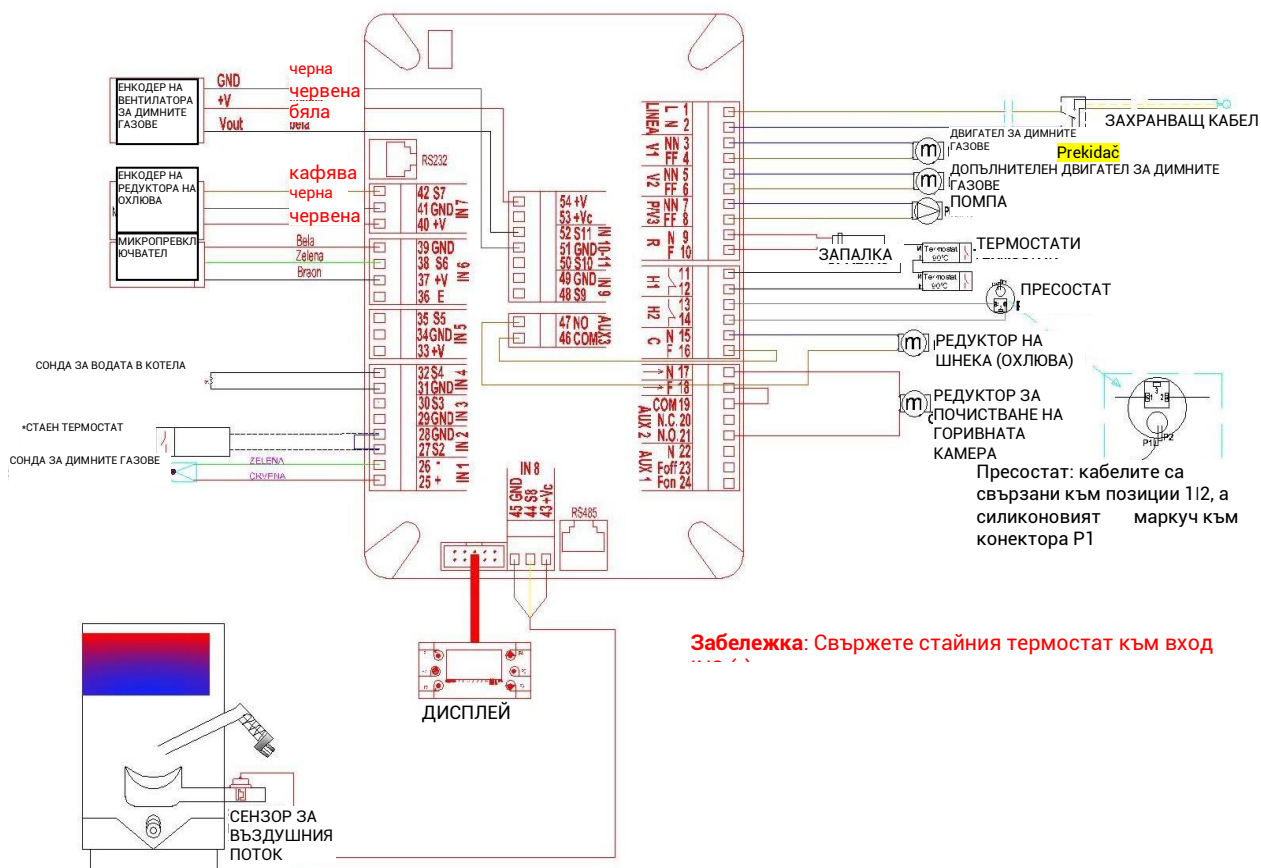 ЕНКОДЕР НА
ВЕНТИЛАТОРА
ЗА ДИМНИТЕ
ГАЗОВЕ
GND
+V
Vout
черна
червена
бяла
ЕНКОДЕР НА
РЕДУКТОРА НА
ОХЛЮВА
кафява
черна
червена
МИКРОПРЕВКЛ
ЮЧВАТЕЛ
Bela
Zelena
Braon
RS232
42 S7
41 GND
40 +V
IN 7
39 GND
38 S6
37 +V
36 E
IN 6
35 S5
34 GND
33 +V
IN 5
32 S4
31 GND
IN 4
30 S3
29 GND
IN 3
28 GND
27 S2
IN 2
26 -
25 +
IN 1
54 +V
53 +Vc
52 S11
51 GND
50 S10
IN 10-11
49 GND
48 S9
IN 9
47 NO
46 COM
AUX3
СОНДА ЗА ВОДАТА В КОТЕЛА
*СТАЕН ТЕРМОСТАТ
СОНДА ЗА ДИМНИТЕ ГАЗОВЕ
ZELENA
CRVENA
LINEA
L 1
N 2
V1
NN 3
FF 4
V2
NN 5
FF 6
P/V3
NN 7
FF 8
R
N 9
F 10
H1
11
12
H2
13
14
C
N 15
F 16
N 17
F 18
AUX 2
COM 19
N.C. 20
N.O. 21
AUX 1
N 22
Foff 23
Fon 24
ЗАХРАНВАЩ КАБЕЛ
Prekidač
ДВИГАТЕЛ ЗА ДИМНИТЕ
ГАЗОВЕ
m
ДОПЪЛНИТЕЛЕН ДВИГАТЕЛ ЗА ДИМНИТЕ
ГАЗОВЕ
m
ПОМПА
ЗАПАЛКА
ТЕРМОСТАТИ
Termostat
90°C
Termostat
90°C
ПРЕСОСТАТ
m
РЕДУКТОР НА
ШНЕКА (ОХЛЮВА)
m
РЕДУКТОР ЗА
ПОЧИСТВАНЕ НА
ГОРИВНАТА
КАМЕРА
P1
P2
Пресостат: кабелите са
свързани към позиции 1I2, а
силиконовият маркуч към
конектора P1
IN 8
45 GND
44 S8
43 +Vc
RS485
ДИСПЛЕЙ
Забележка: Свържете стайния термостат към вход
СЕНЗОР ЗА
ВЪЗДУШНИЯ
ПОТОК